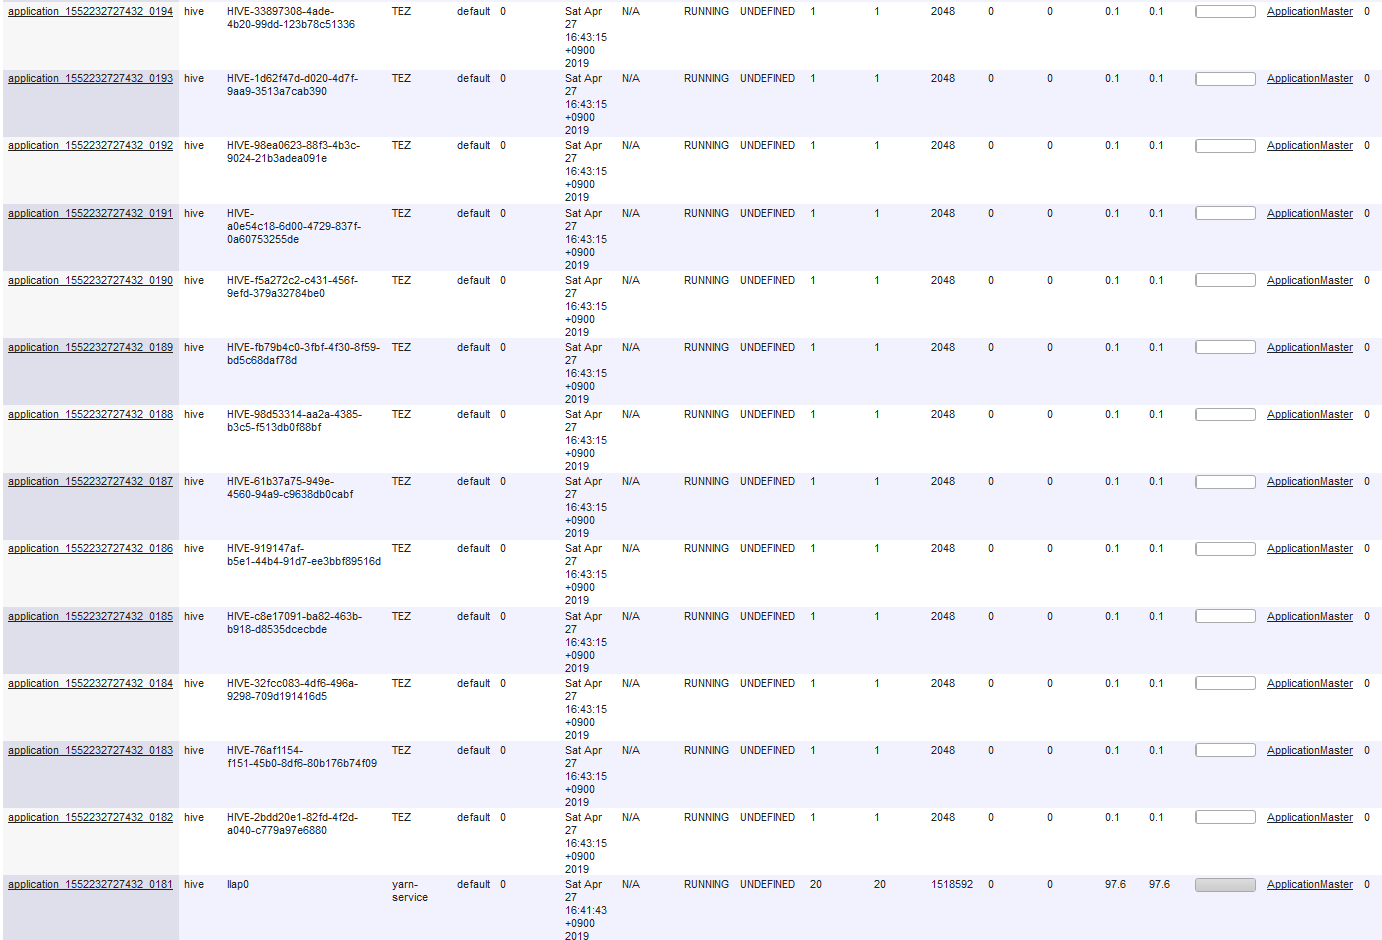 application_1552232727432_0194 hive HIVE-33897308-4ade- TEZ default 0 Sat Apr N/A RUNNING UNDEFINED 1 1 2048 0 0 0.1 0.1 ApplicationMaster 0
4b20-99dd-123b78c51336 27
16:43:15
+0900
2019
application_1552232727432_0193 hive HIVE-1d62f47d-d020-4d7f- TEZ default 0 Sat Apr N/A RUNNING UNDEFINED 1 1 2048 0 0 0.1 0.1 ApplicationMaster 0
9aa9-3513a7cab390 27
16:43:15
+0900
2019
application_1552232727432_0192 hive HIVE-98ea0623-88f3-4b3c- TEZ default 0 Sat Apr N/A RUNNING UNDEFINED 1 1 2048 0 0 0.1 0.1 ApplicationMaster 0
9024-21b3adea091e 27
16:43:15
+0900
2019
application_1552232727432_0191 hive HIVE- TEZ default 0 Sat Apr N/A RUNNING UNDEFINED 1 1 2048 0 0 0.1 0.1 ApplicationMaster 0
a0e54c18-6d00-4729-837f- 27
0a60753255de 16:43:15
+0900
2019
application_1552232727432_0190 hive HIVE-f5a272c2-c431-456f- TEZ default 0 Sat Apr N/A RUNNING UNDEFINED 1 1 2048 0 0 0.1 0.1 ApplicationMaster 0
9efd-379a32784be0 27
16:43:15
+0900
2019
application_1552232727432_0189 hive HIVE-fb79b4c0-3fbf-4f30-8f59- TEZ default 0 Sat Apr N/A RUNNING UNDEFINED 1 1 2048 0 0 0.1 0.1 ApplicationMaster 0
bd5c68daf78d 27
16:43:15
+0900
2019
application_1552232727432_0188 hive HIVE-98d53314-aa2a-4385- TEZ default 0 Sat Apr N/A RUNNING UNDEFINED 1 1 2048 0 0 0.1 0.1 ApplicationMaster 0
b3c5-f513db0f88bf 27
16:43:15
+0900
2019
application_1552232727432_0187 hive HIVE-61b37a75-949e- TEZ default 0 Sat Apr N/A RUNNING UNDEFINED 1 1 2048 0 0 0.1 0.1 ApplicationMaster 0
4560-94a9-c9638db0cabf 27
16:43:15
+0900
2019
application_1552232727432_0186 hive HIVE-919147af- TEZ default 0 Sat Apr N/A RUNNING UNDEFINED 1 1 2048 0 0 0.1 0.1 ApplicationMaster 0
b5e1-44b4-91d7-ee3bbf89516d 27
16:43:15
+0900
2019
application_1552232727432_0185 hive HIVE-c8e17091-ba82-463b- TEZ default 0 Sat Apr N/A RUNNING UNDEFINED 1 1 2048 0 0 0.1 0.1 ApplicationMaster 0
b918-d8535dcecbde 27
16:43:15
+0900
2019
application_1552232727432_0184 hive HIVE-32fcc083-4df6-496a- TEZ default 0 Sat Apr N/A RUNNING UNDEFINED 1 1 2048 0 0 0.1 0.1 ApplicationMaster 0
9298-709d191416d5 27
16:43:15
+0900
2019
application_1552232727432_0183 hive HIVE-76af1154- TEZ default 0 Sat Apr N/A RUNNING UNDEFINED 1 1 2048 0 0 0.1 0.1 ApplicationMaster 0
f151-45b0-8df6-80b176b74f09 27
16:43:15
+0900
2019
application_1552232727432_0182 hive HIVE-2bdd20e1-82fd-4f2d- TEZ default 0 Sat Apr N/A RUNNING UNDEFINED 1 1 2048 0 0 0.1 0.1 ApplicationMaster 0
a040-c779a97e6880 27
16:43:15
+0900
2019
application_1552232727432_0181 hive llap0 yarn- default 0 Sat Apr N/A RUNNING UNDEFINED 20 20 1518592 0 0 97.6 97.6 ApplicationMaster 0
service 27
16:41:43
+0900
2019